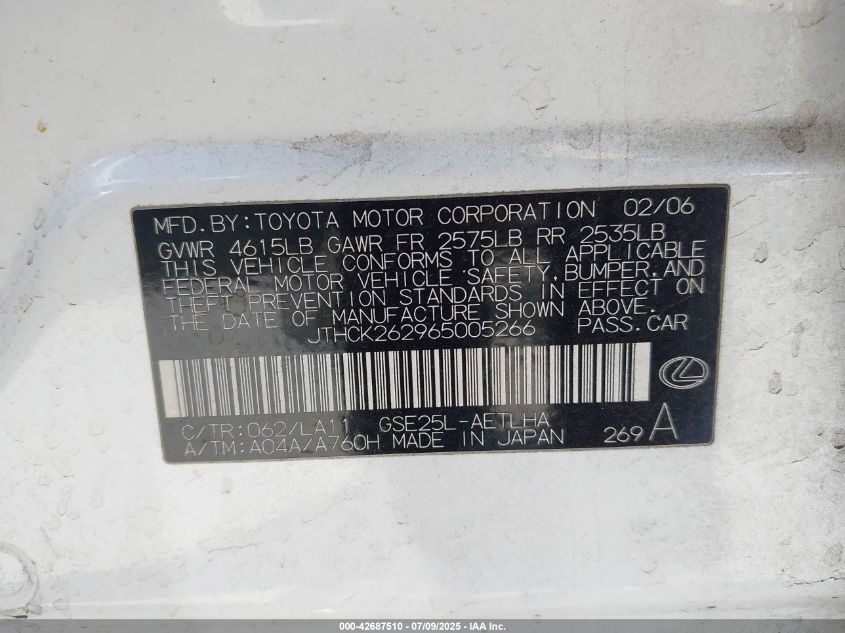 MFD.BY:TOYOTA MOTOR CORPORATION 02/06
GVWR 4615LB GAWR FR 2575LB RR 2535LB
THIS VEHICLE CONFORMS TO ALL APPLICABLE
FEDERAL MOTOR VEHICLE SAFETY,BUMPER,AND
THEFT PREVENTION STANDARDS IN EFFECT ON
THE DATE OF MANUFACTURE SHOWN ABOVE.
JTHCK262965005266 PASS.CAR
C/TR:062/LA11 GSE25L-AETLHA
A/TM:A04A/A760H MADE IN JAPAN 269 A
000-42687510 - 07/09/2025 - IAA Inc.